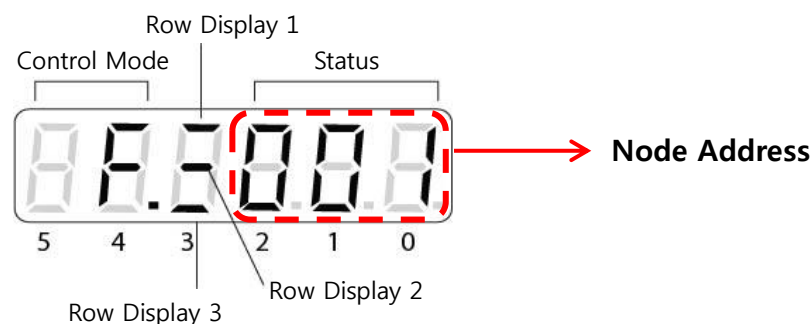 Row Display 1
Control Mode
Status
F.001
Node Address
5 4 3 2 1 0
Row Display 2
Row Display 3